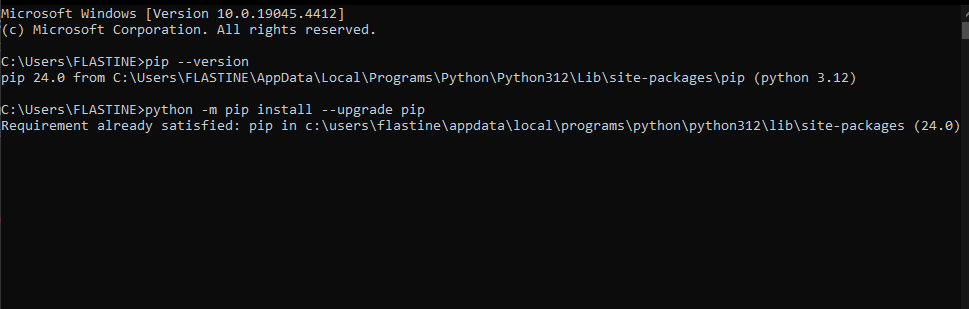 Microsoft Windows [Version 10.0.19045.4412]
(c) Microsoft Corporation. All rights reserved.
C:\Users\FLASTINE>pip --version
pip 24.0 from C:\Users\FLASTINE\AppData\Local\Programs\Python\Python312\Lib\site-packages\pip (python 3.12)
C:\Users\FLASTINE>python -m pip install --upgrade pip
Requirement already satisfied: pip in c:\users\flastine\appdata\local\programs\python\python312\lib\site-packages (24.0)